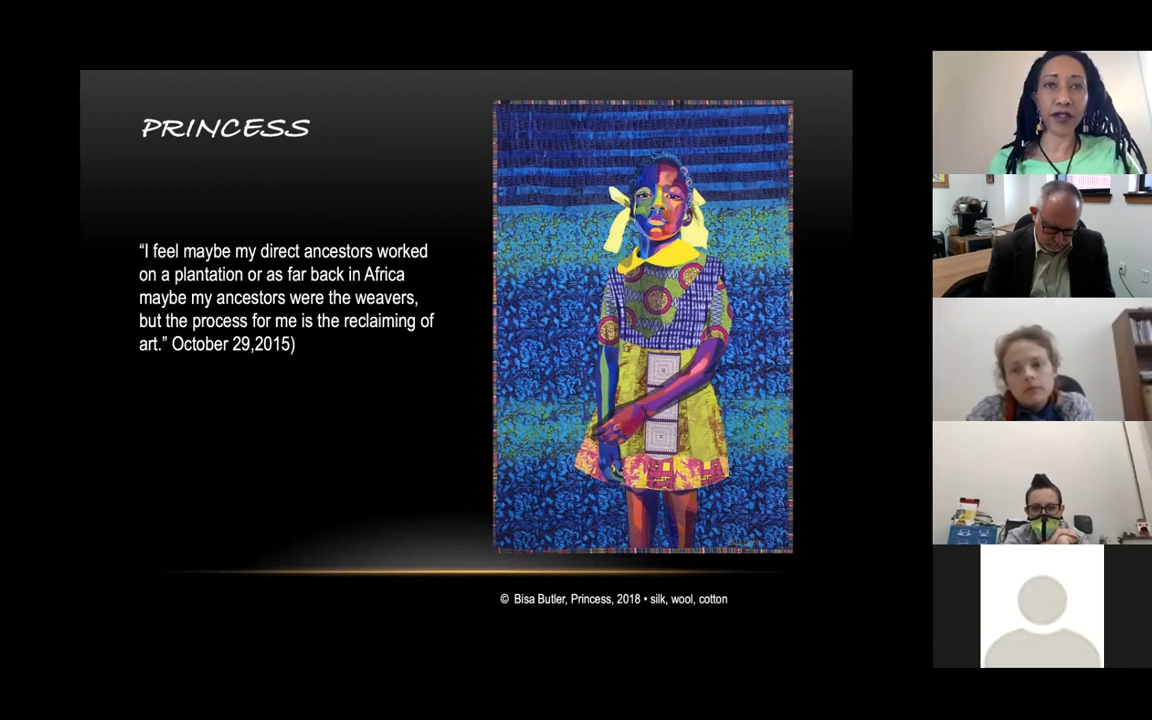 PRINCESS
“I feel maybe my direct ancestors worked
on a plantation or as far back in Africa
maybe my ancestors were the weavers,
but the process for me is the reclaiming of
art.” October 29,2015)
© Bisa Butler, Princess, 2018 • silk, wool, cotton